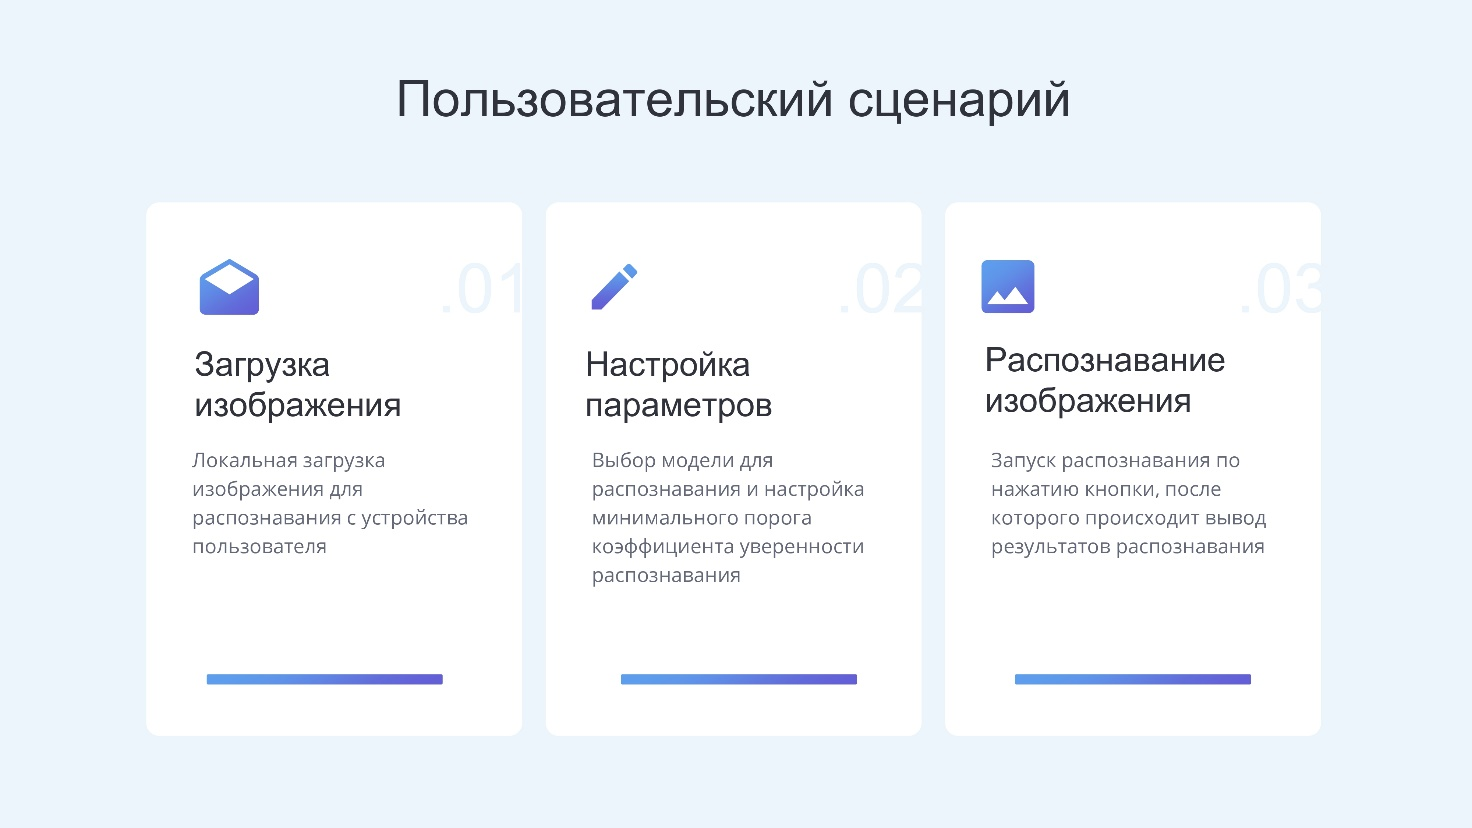 Пользовательский сценарий
.01
Загрузка
изображения
Локальная загрузка
изображения для
распознавания с устройства
пользователя
.02
Настройка
параметров
Выбор модели для
распознавания и настройка
минимального порога
коэффициента уверенности
распознавания
.03
Распознавание
изображения
Запуск распознавания по
нажатию кнопки, после
которого происходит вывод
результатов распознавания